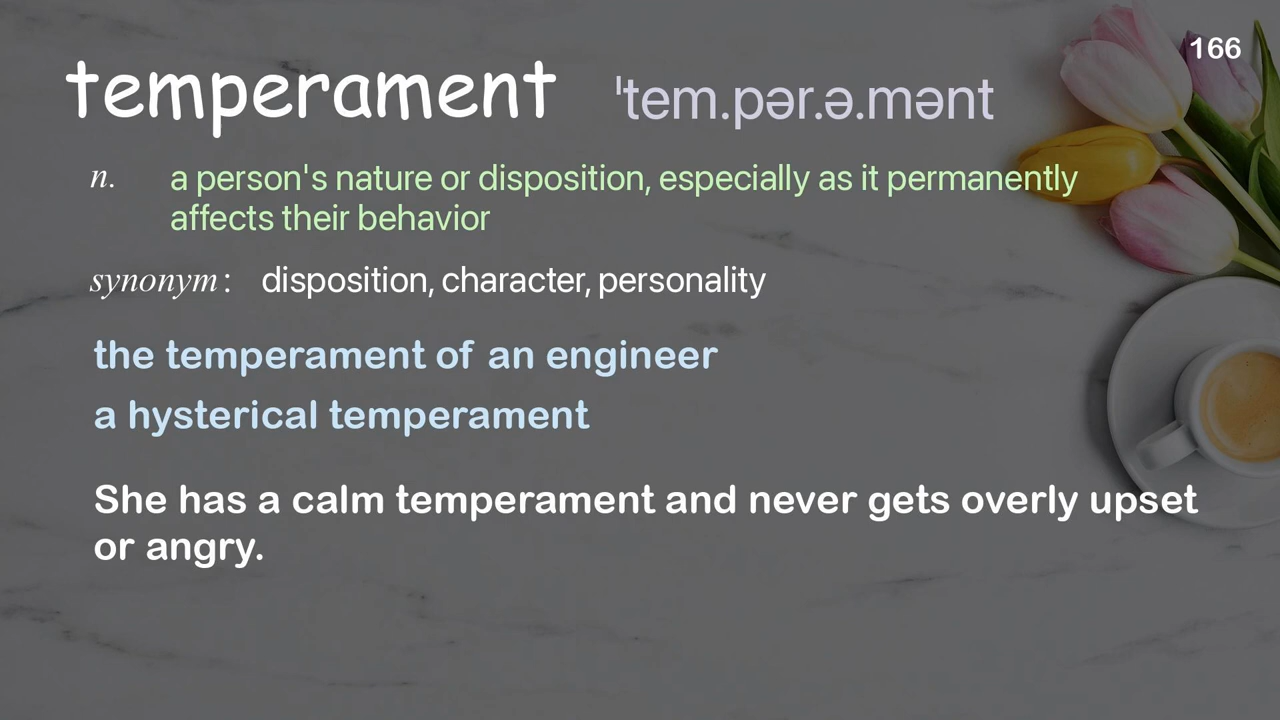 166
temperament ˈtem.pər.ə.mənt
n. a person's nature or disposition, especially as it permanently
affects their behavior
synonym: disposition, character, personality
the temperament of an engineer
a hysterical temperament
She has a calm temperament and never gets overly upset
or angry.